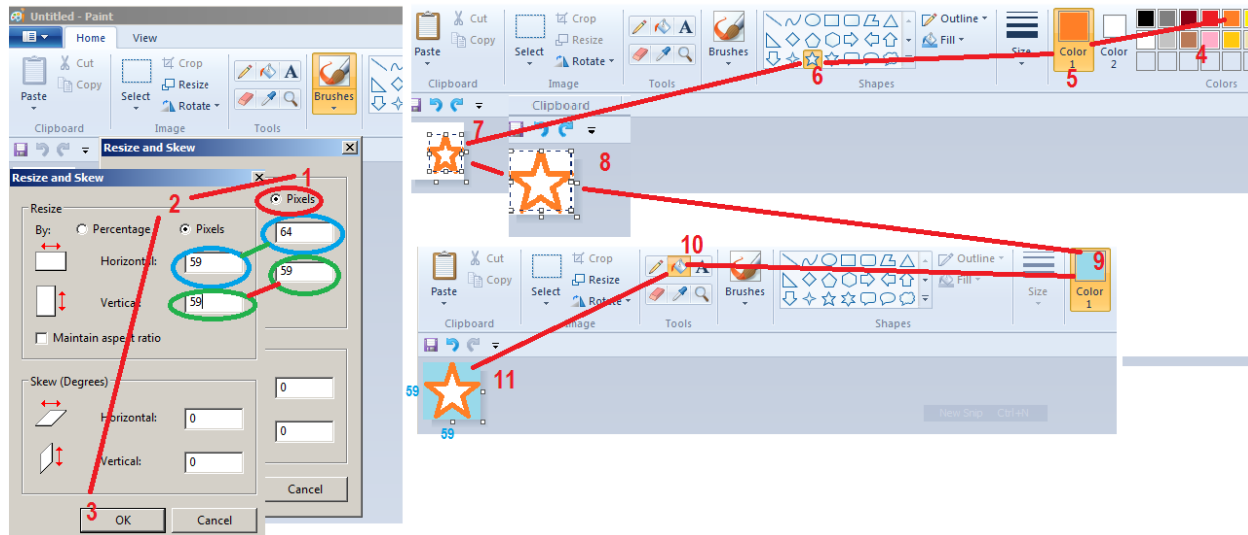 Untitled - Paint
Home View
Cut
Copy
Paste
Clipboard
Select
Crop
Resize
Rotate
Image
A
Tools
Brushes
Resize and Skew
1
Pixels
64
59
0
0
Cancel
Resize and Skew
2
Resize
By: Percentage Pixels
Horizontal: 59
Vertical: 59
Maintain aspect ratio
Skew (Degrees)
Horizontal: 0
Vertical: 0
3
OK Cancel
Cut
Copy
Paste
Clipboard
Select
Crop
Resize
Rotate
Image
A
Tools
Brushes
6
Shapes
Outline
Fill
Size
Color
1
5
Color
2
4
Colors
7
Clipboard
8
Cut
Copy
Paste
Clipboard
Select
Crop
Resize
Rotate
Image
10
A
Tools
Brushes
Shapes
Outline
Fill
Size
9
Color
1
11
59
59
New Snip Ctrl+N